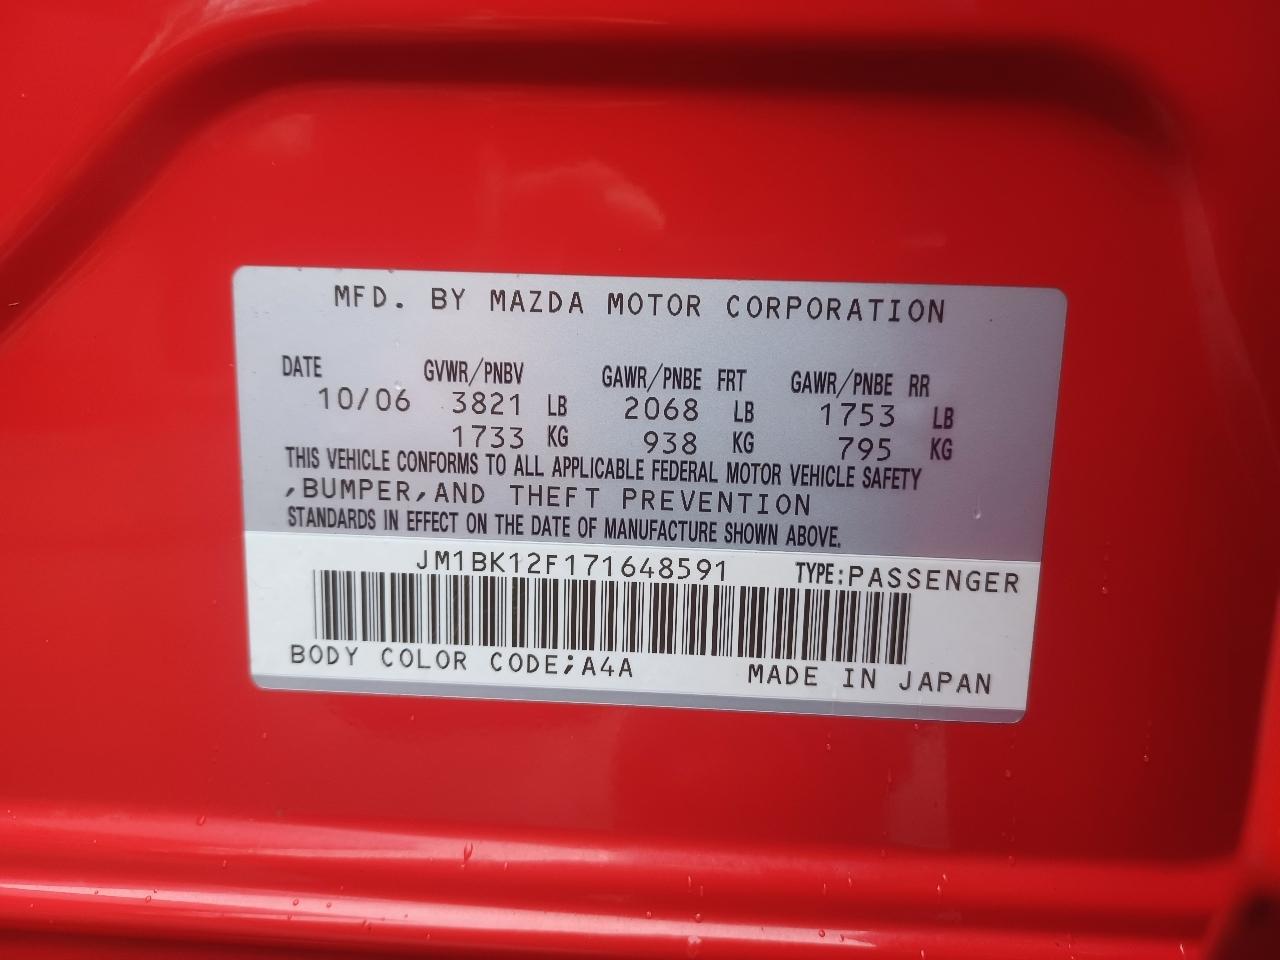 MFD. BY MAZDA MOTOR CORPORATION
DATE GVWR/PNBV GAWR/PNBE FRT GAWR/PNBE RR
10/06 3821 LB 2068 LB 1753 LB
1733 KG 938 KG 795 KG
THIS VEHICLE CONFORMS TO ALL APPLICABLE FEDERAL MOTOR VEHICLE SAFETY
,BUMPER,AND THEFT PREVENTION
STANDARDS IN EFFECT ON THE DATE OF MANUFACTURE SHOWN ABOVE.
JM1BK12F171648591 TYPE:PASSENGER
BODY COLOR CODE;A4A MADE IN JAPAN